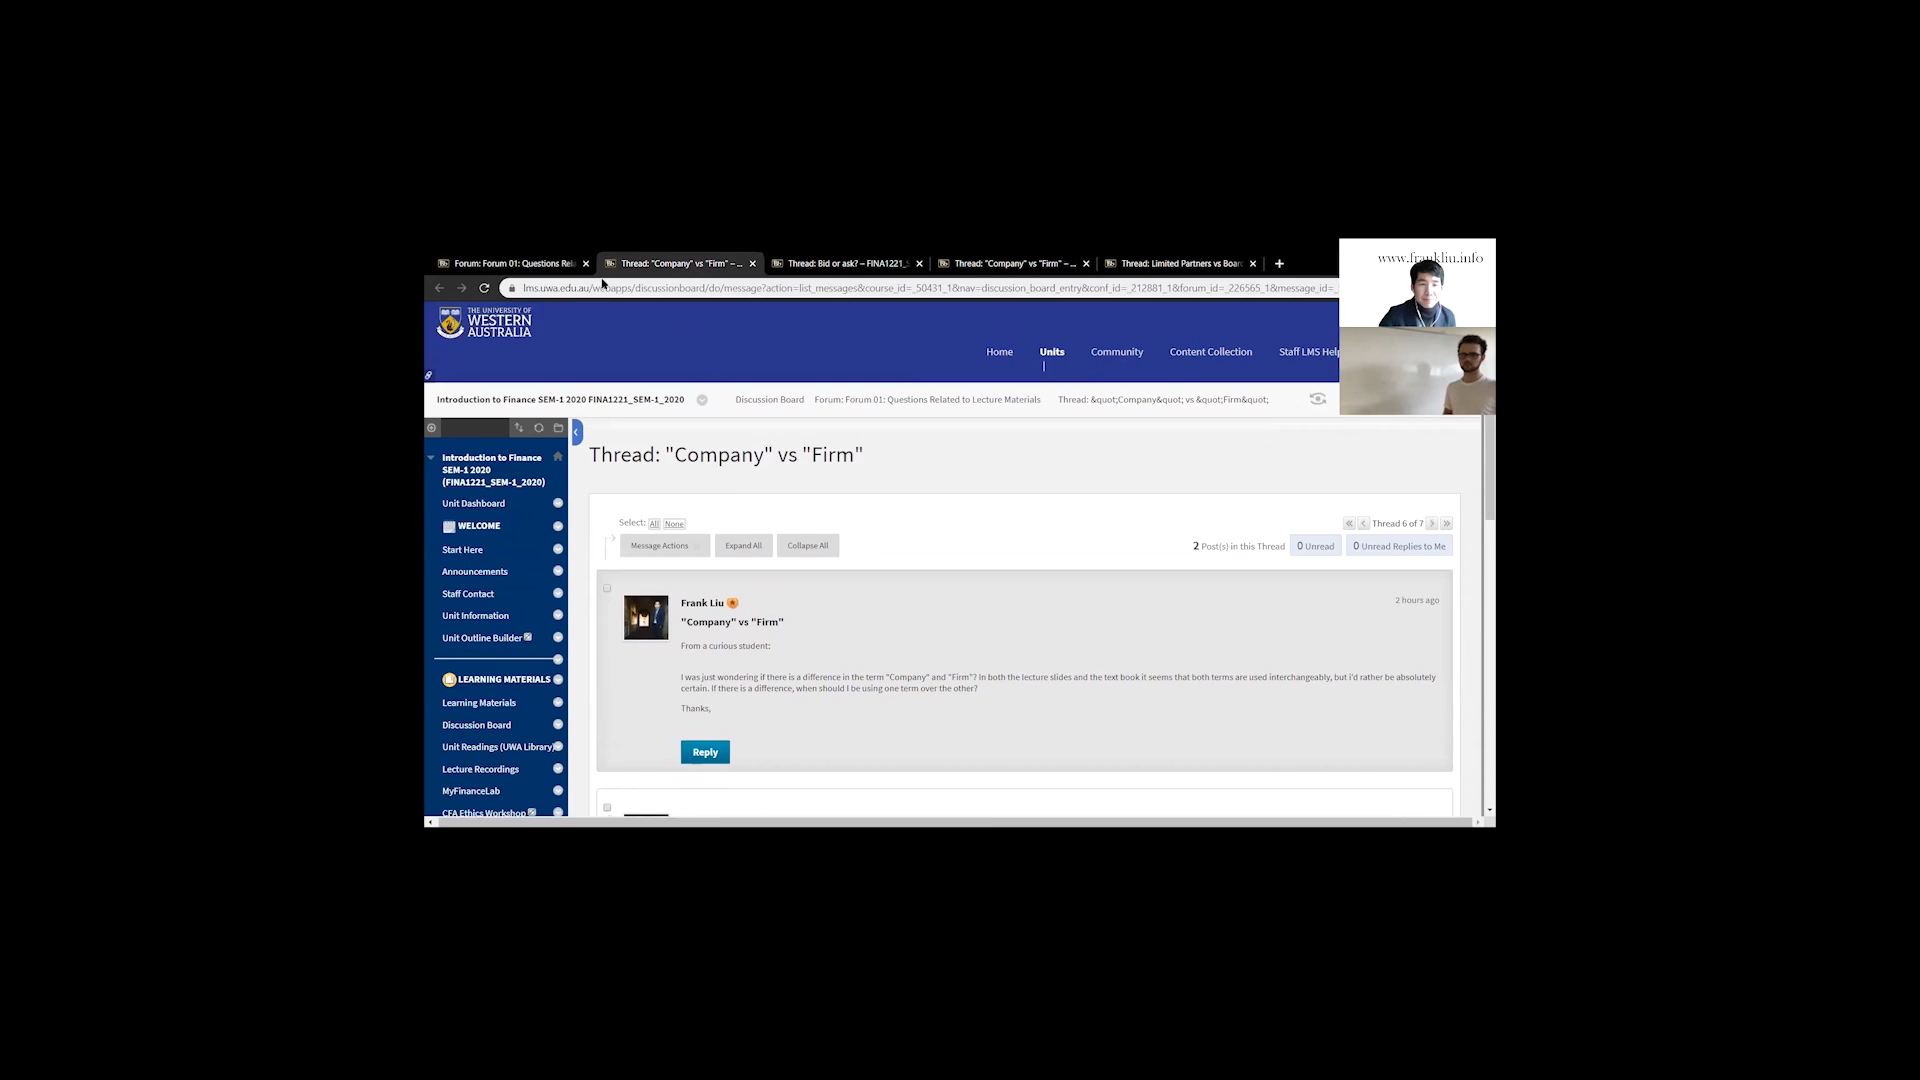 Forum: Forum 01: Questions Rel
Thread: "Company" vs "Firm" – ...
Thread: Bid or ask? – FINA1221_S
Thread: "Company" vs "Firm" – ...
Thread: Limited Partners vs Boar
www.frankliu.info
lms.uwa.edu.au/webapps/discussionboard/do/message?action=list_messages&course_id=_50431_1&nav=discussion_board_entry&conf_id=_212881_1&forum_id=_226565_1&message_id=_
THE UNIVERSITY OF
WESTERN
AUSTRALIA
Home
Units
Community
Content Collection
Staff LMS Help
Introduction to Finance SEM-1 2020 FINA1221_SEM-1_2020
Discussion Board
Forum: Forum 01: Questions Related to Lecture Materials
Thread: &quot;Company&quot; vs &quot;Firm&quot;
Introduction to Finance
SEM-1 2020
(FINA1221_SEM-1_2020)
Unit Dashboard
WELCOME
Start Here
Announcements
Staff Contact
Unit Information
Unit Outline Builder
LEARNING MATERIALS
Learning Materials
Discussion Board
Unit Readings (UWA Library)
Lecture Recordings
MyFinanceLab
CFA Ethics Workshop
Thread: "Company" vs "Firm"
Select: All None
Thread 6 of 7
Message Actions
Expand All
Collapse All
2 Post(s) in this Thread
0 Unread
0 Unread Replies to Me
Frank Liu
2 hours ago
"Company" vs "Firm"
From a curious student:
I was just wondering if there is a difference in the term "Company" and "Firm"? In both the lecture slides and the text book it seems that both terms are used interchangeably, but i'd rather be absolutely
certain. If there is a difference, when should I be using one term over the other?
Thanks,
Reply